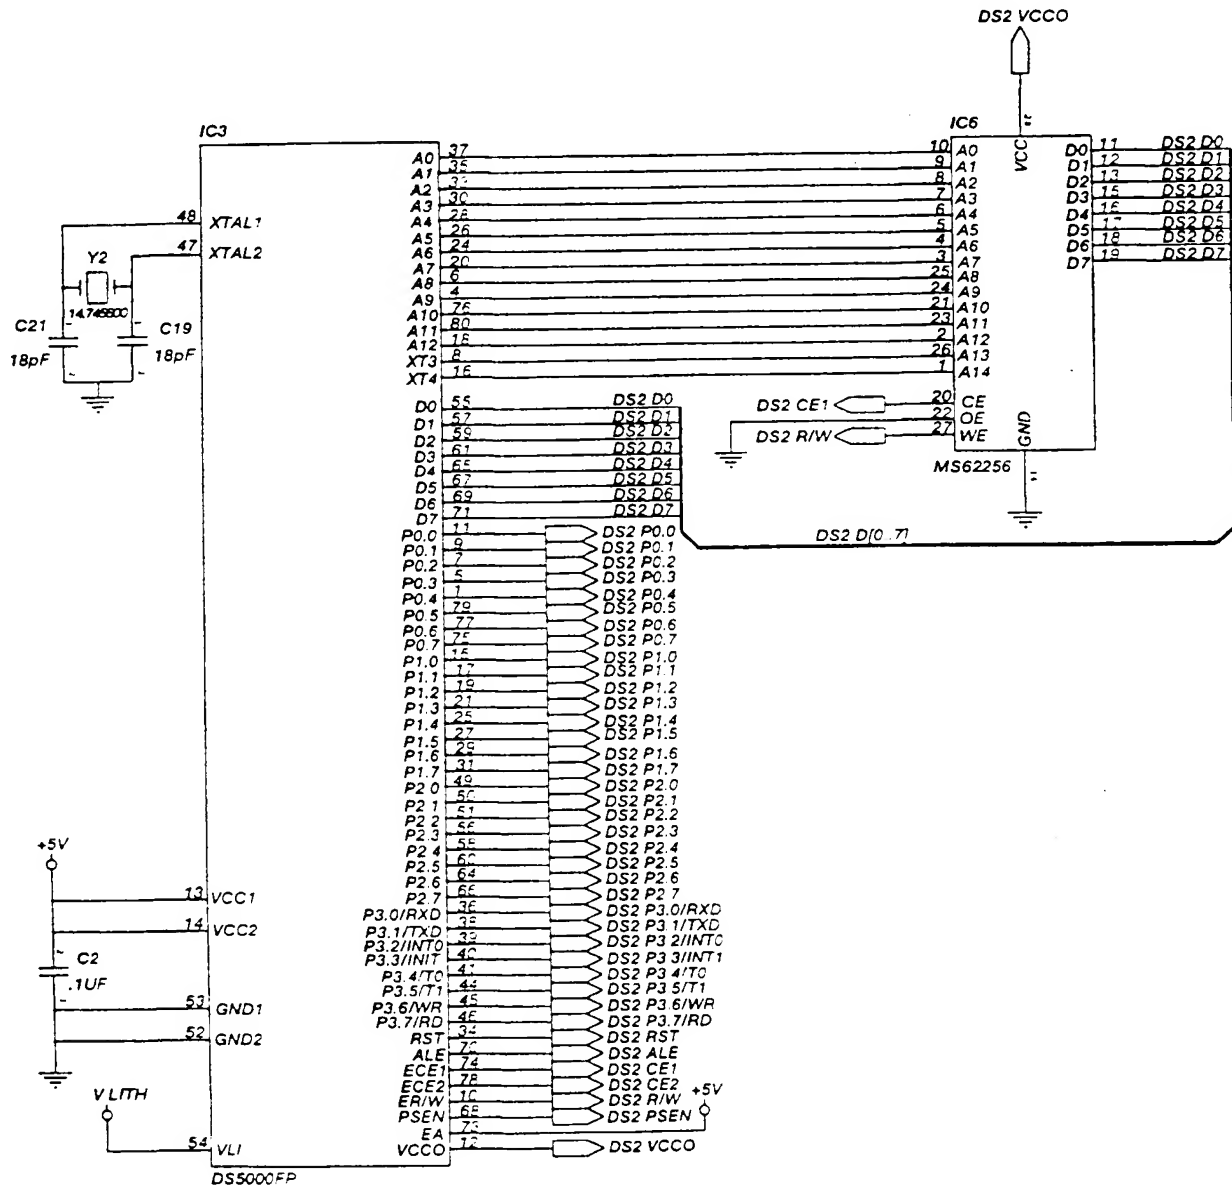 DS2 VCCO
IC3
IC6
A0 37 10 A0 VCC D0 11 DS2 D0
A1 35 9 A1 D1 12 DS2 D1
A2 8 A2 D2 13 DS2 D2
A3 30 7 A3 D3 15 DS2 D3
A4 28 6 A4 D4 16 DS2 D4
A5 26 5 A5 D5 17 DS2 D5
A6 24 4 A6 D6 18 DS2 D6
A7 20 3 A7 D7 19 DS2 D7
A8 6 25 A8
A9 4 24 A9
A10 76 21 A10
A11 80 23 A11
A12 18 2 A12
XT3 8 26 A13
XT4 16 1 A14
48 XTAL1
47 XTAL2
Y2
14.745600
C21
18pF
C19
18pF
DS2 CE1 20 CE
22 OE
DS2 R/W 27 WE
GND
MS62256
D0 55 DS2 D0
D1 57 DS2 D1
D2 59 DS2 D2
D3 61 DS2 D3
D4 65 DS2 D4
D5 67 DS2 D5
D6 69 DS2 D6
D7 71 DS2 D7
DS2 D[0..7]
P0.0 11 DS2 P0.0
P0.1 9 DS2 P0.1
P0.2 7 DS2 P0.2
P0.3 5 DS2 P0.3
P0.4 1 DS2 P0.4
P0.5 79 DS2 P0.5
P0.6 77 DS2 P0.6
P0.7 75 DS2 P0.7
P1.0 15 DS2 P1.0
P1.1 17 DS2 P1.1
P1.2 19 DS2 P1.2
P1.3 21 DS2 P1.3
P1.4 25 DS2 P1.4
P1.5 27 DS2 P1.5
P1.6 29 DS2 P1.6
P1.7 31 DS2 P1.7
P2.0 49 DS2 P2.0
P2.1 50 DS2 P2.1
P2.2 51 DS2 P2.2
P2.3 56 DS2 P2.3
P2.4 DS2 P2.4
P2.5 60 DS2 P2.5
P2.6 64 DS2 P2.6
P2.7 66 DS2 P2.7
P3.0/RXD 36 DS2 P3.0/RXD
P3.1/TXD 38 DS2 P3.1/TXD
P3.2/INT0 39 DS2 P3.2/INT0
P3.3/INIT 40 DS2 P3.3/INT1
P3.4/T0 41 DS2 P3.4/T0
P3.5/T1 44 DS2 P3.5/T1
P3.6/WR 45 DS2 P3.6/WR
P3.7/RD 46 DS2 P3.7/RD
RST 34 DS2 RST
ALE 70 DS2 ALE
ECE1 74 DS2 CE1
ECE2 78 DS2 CE2
ER/W 10 DS2 R/W
PSEN 68 DS2 PSEN
EA 73 +5V
VCCO 12 DS2 VCCO
+5V
13 VCC1
14 VCC2
C2
.1UF
53 GND1
52 GND2
V LITH
54 VLI
DS5000FP